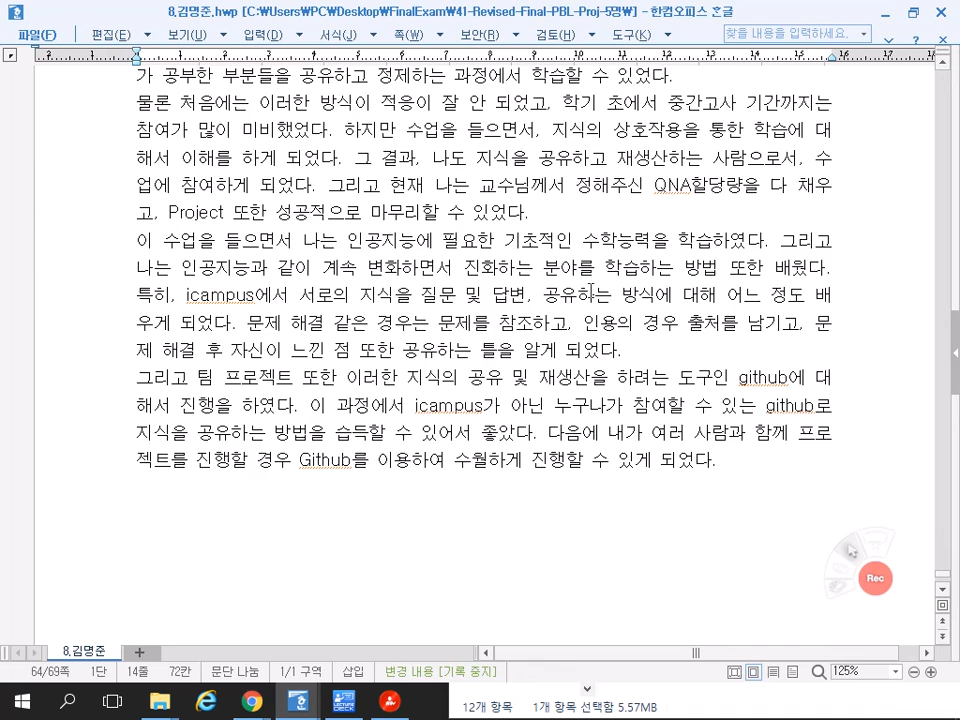 8.김명준.hwp [C:₩Users₩PC₩Desktop₩FinalExam₩41-Revised-Final-PBL-Proj-5명₩] - 한컴오피스 한글
파일(F) 편집(E) 보기(U) 입력(D) 서식(J) 쪽(W) 보안(R) 검토(H) 도구(K) 찾을 내용을 입력하세요.
2 1 1 2 3 4 5 6 7 8 9 10 11 12 13 14 15 16 17 18
가 공부한 부분들을 공유하고 정제하는 과정에서 학습할 수 있었다.
물론 처음에는 이러한 방식이 적응이 잘 안 되었고, 학기 초에서 중간고사 기간까지는
참여가 많이 미비했었다. 하지만 수업을 들으면서, 지식의 상호작용을 통한 학습에 대
해서 이해를 하게 되었다. 그 결과, 나도 지식을 공유하고 재생산하는 사람으로서, 수
업에 참여하게 되었다. 그리고 현재 나는 교수님께서 정해주신 QNA할당량을 다 채우
고, Project 또한 성공적으로 마무리할 수 있었다.
이 수업을 들으면서 나는 인공지능에 필요한 기초적인 수학능력을 학습하였다. 그리고
나는 인공지능과 같이 계속 변화하면서 진화하는 분야를 학습하는 방법 또한 배웠다.
특히, icampus에서 서로의 지식을 질문 및 답변, 공유하는 방식에 대해 어느 정도 배
우게 되었다. 문제 해결 같은 경우는 문제를 참조하고, 인용의 경우 출처를 남기고, 문
제 해결 후 자신이 느낀 점 또한 공유하는 틀을 알게 되었다.
그리고 팀 프로젝트 또한 이러한 지식의 공유 및 재생산을 하려는 도구인 github에 대
해서 진행을 하였다. 이 과정에서 icampus가 아닌 누구나가 참여할 수 있는 github로
지식을 공유하는 방법을 습득할 수 있어서 좋았다. 다음에 내가 여러 사람과 함께 프로
젝트를 진행할 경우 Github를 이용하여 수월하게 진행할 수 있게 되었다.
Rec
8.김명준
64/69쪽 1단 14줄 72칸 문단 나눔 1/1 구역 삽입 변경 내용 [기록 중지] 125%
LECTURE CHECK
12개 항목 1개 항목 선택함 5.57MB